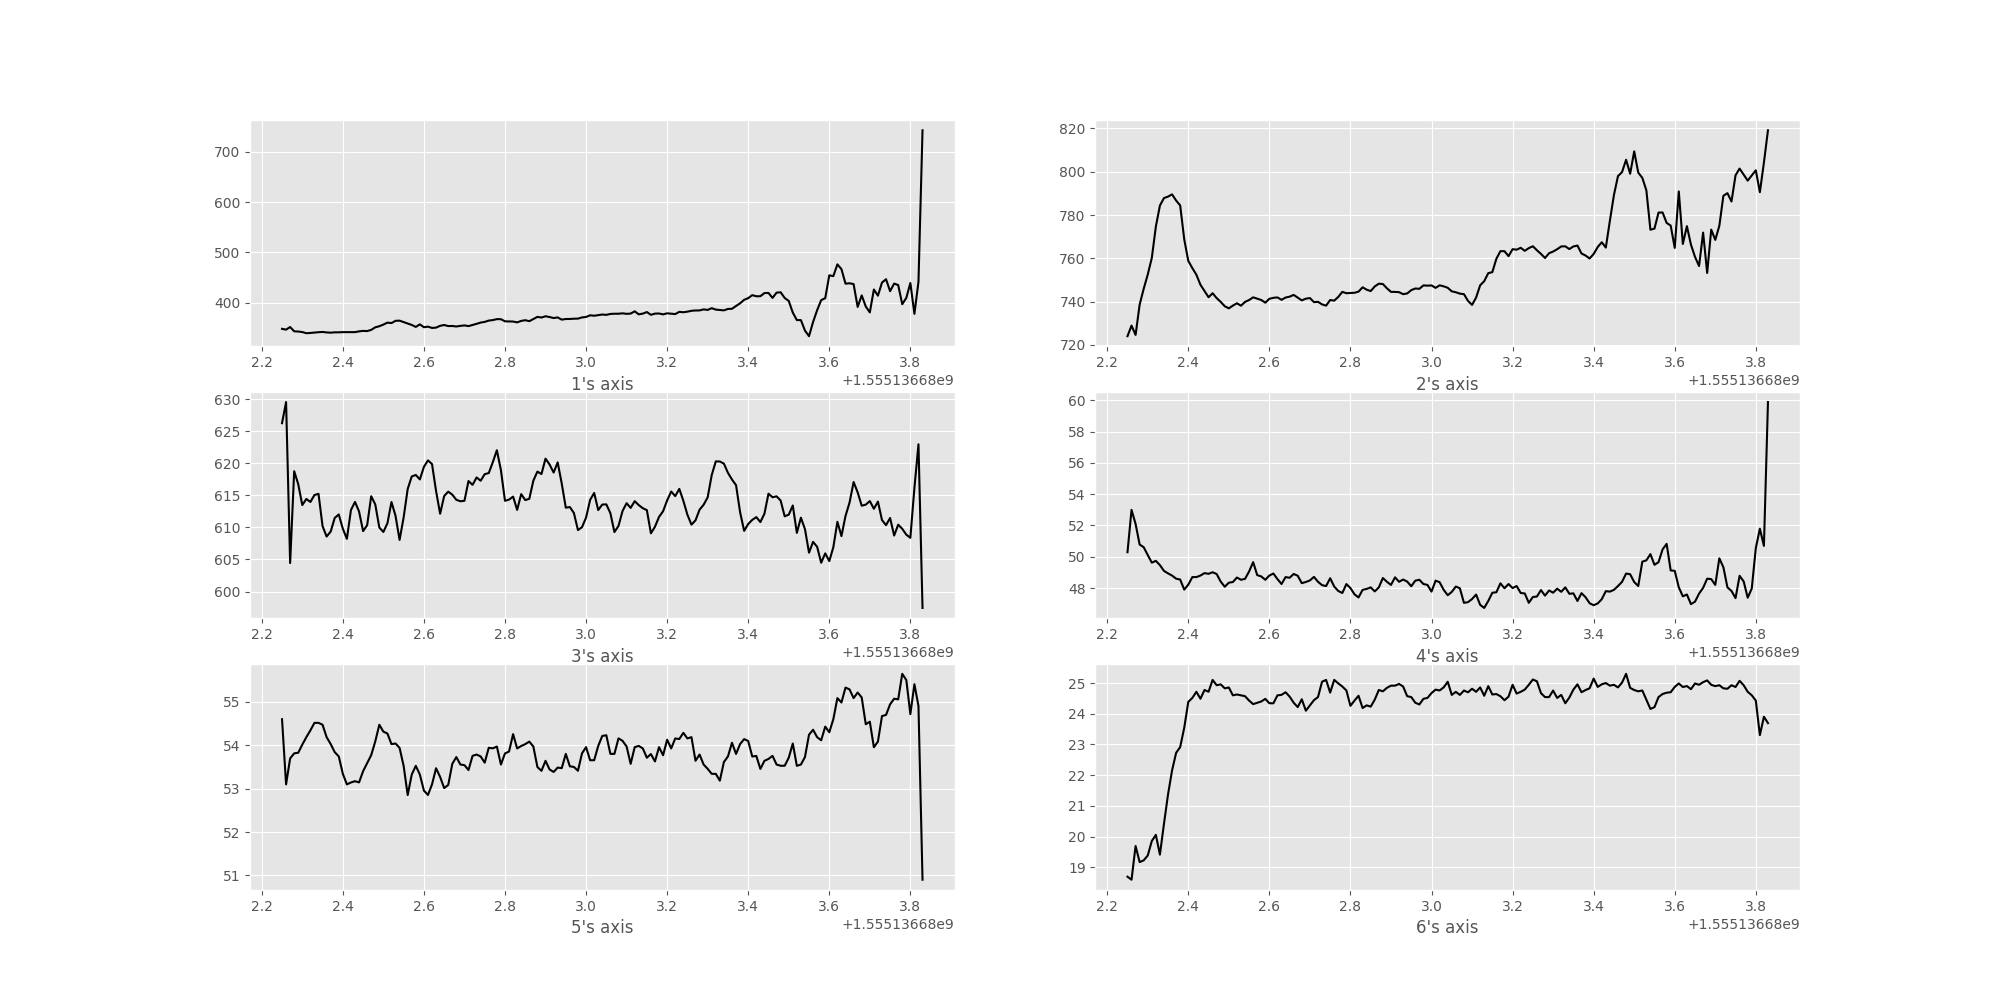 700
600
500
400
2.2 2.4 2.6 2.8 3.0 3.2 3.4 3.6 3.8
1's axis
+1.55513668e9
820
800
780
760
740
720
2.2 2.4 2.6 2.8 3.0 3.2 3.4 3.6 3.8
2's axis
+1.55513668e9
630
625
620
615
610
605
600
2.2 2.4 2.6 2.8 3.0 3.2 3.4 3.6 3.8
3's axis
+1.55513668e9
60
58
56
54
52
50
48
2.2 2.4 2.6 2.8 3.0 3.2 3.4 3.6 3.8
4's axis
+1.55513668e9
55
54
53
52
51
2.2 2.4 2.6 2.8 3.0 3.2 3.4 3.6 3.8
5's axis
+1.55513668e9
25
24
23
22
21
20
19
2.2 2.4 2.6 2.8 3.0 3.2 3.4 3.6 3.8
6's axis
+1.55513668e9